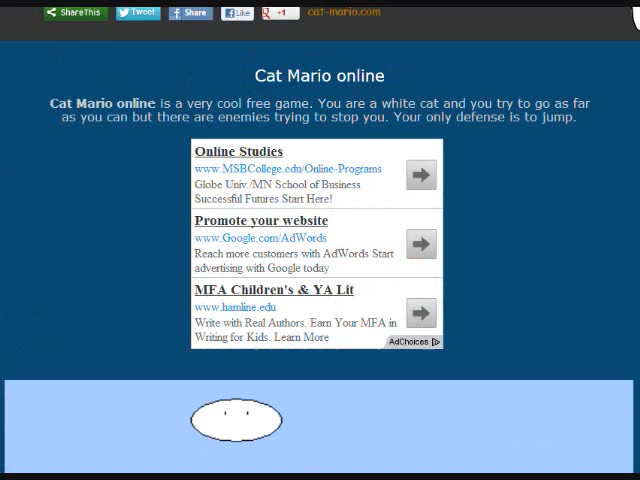 ShareThis Tweet Share Like +1 cat-mario.com
Cat Mario online
Cat Mario online is a very cool free game. You are a white cat and you try to go as far
as you can but there are enemies trying to stop you. Your only defense is to jump.
Online Studies
www.MSBCollege.edu/Online-Programs
Globe Univ./MN School of Business
Successful Futures Start Here!
Promote your website
www.Google.com/AdWords
Reach more customers with AdWords Start
advertising with Google today
MFA Children's & YA Lit
www.hamline.edu
Write with Real Authors. Earn Your MFA in
Writing for Kids. Learn More
AdChoices